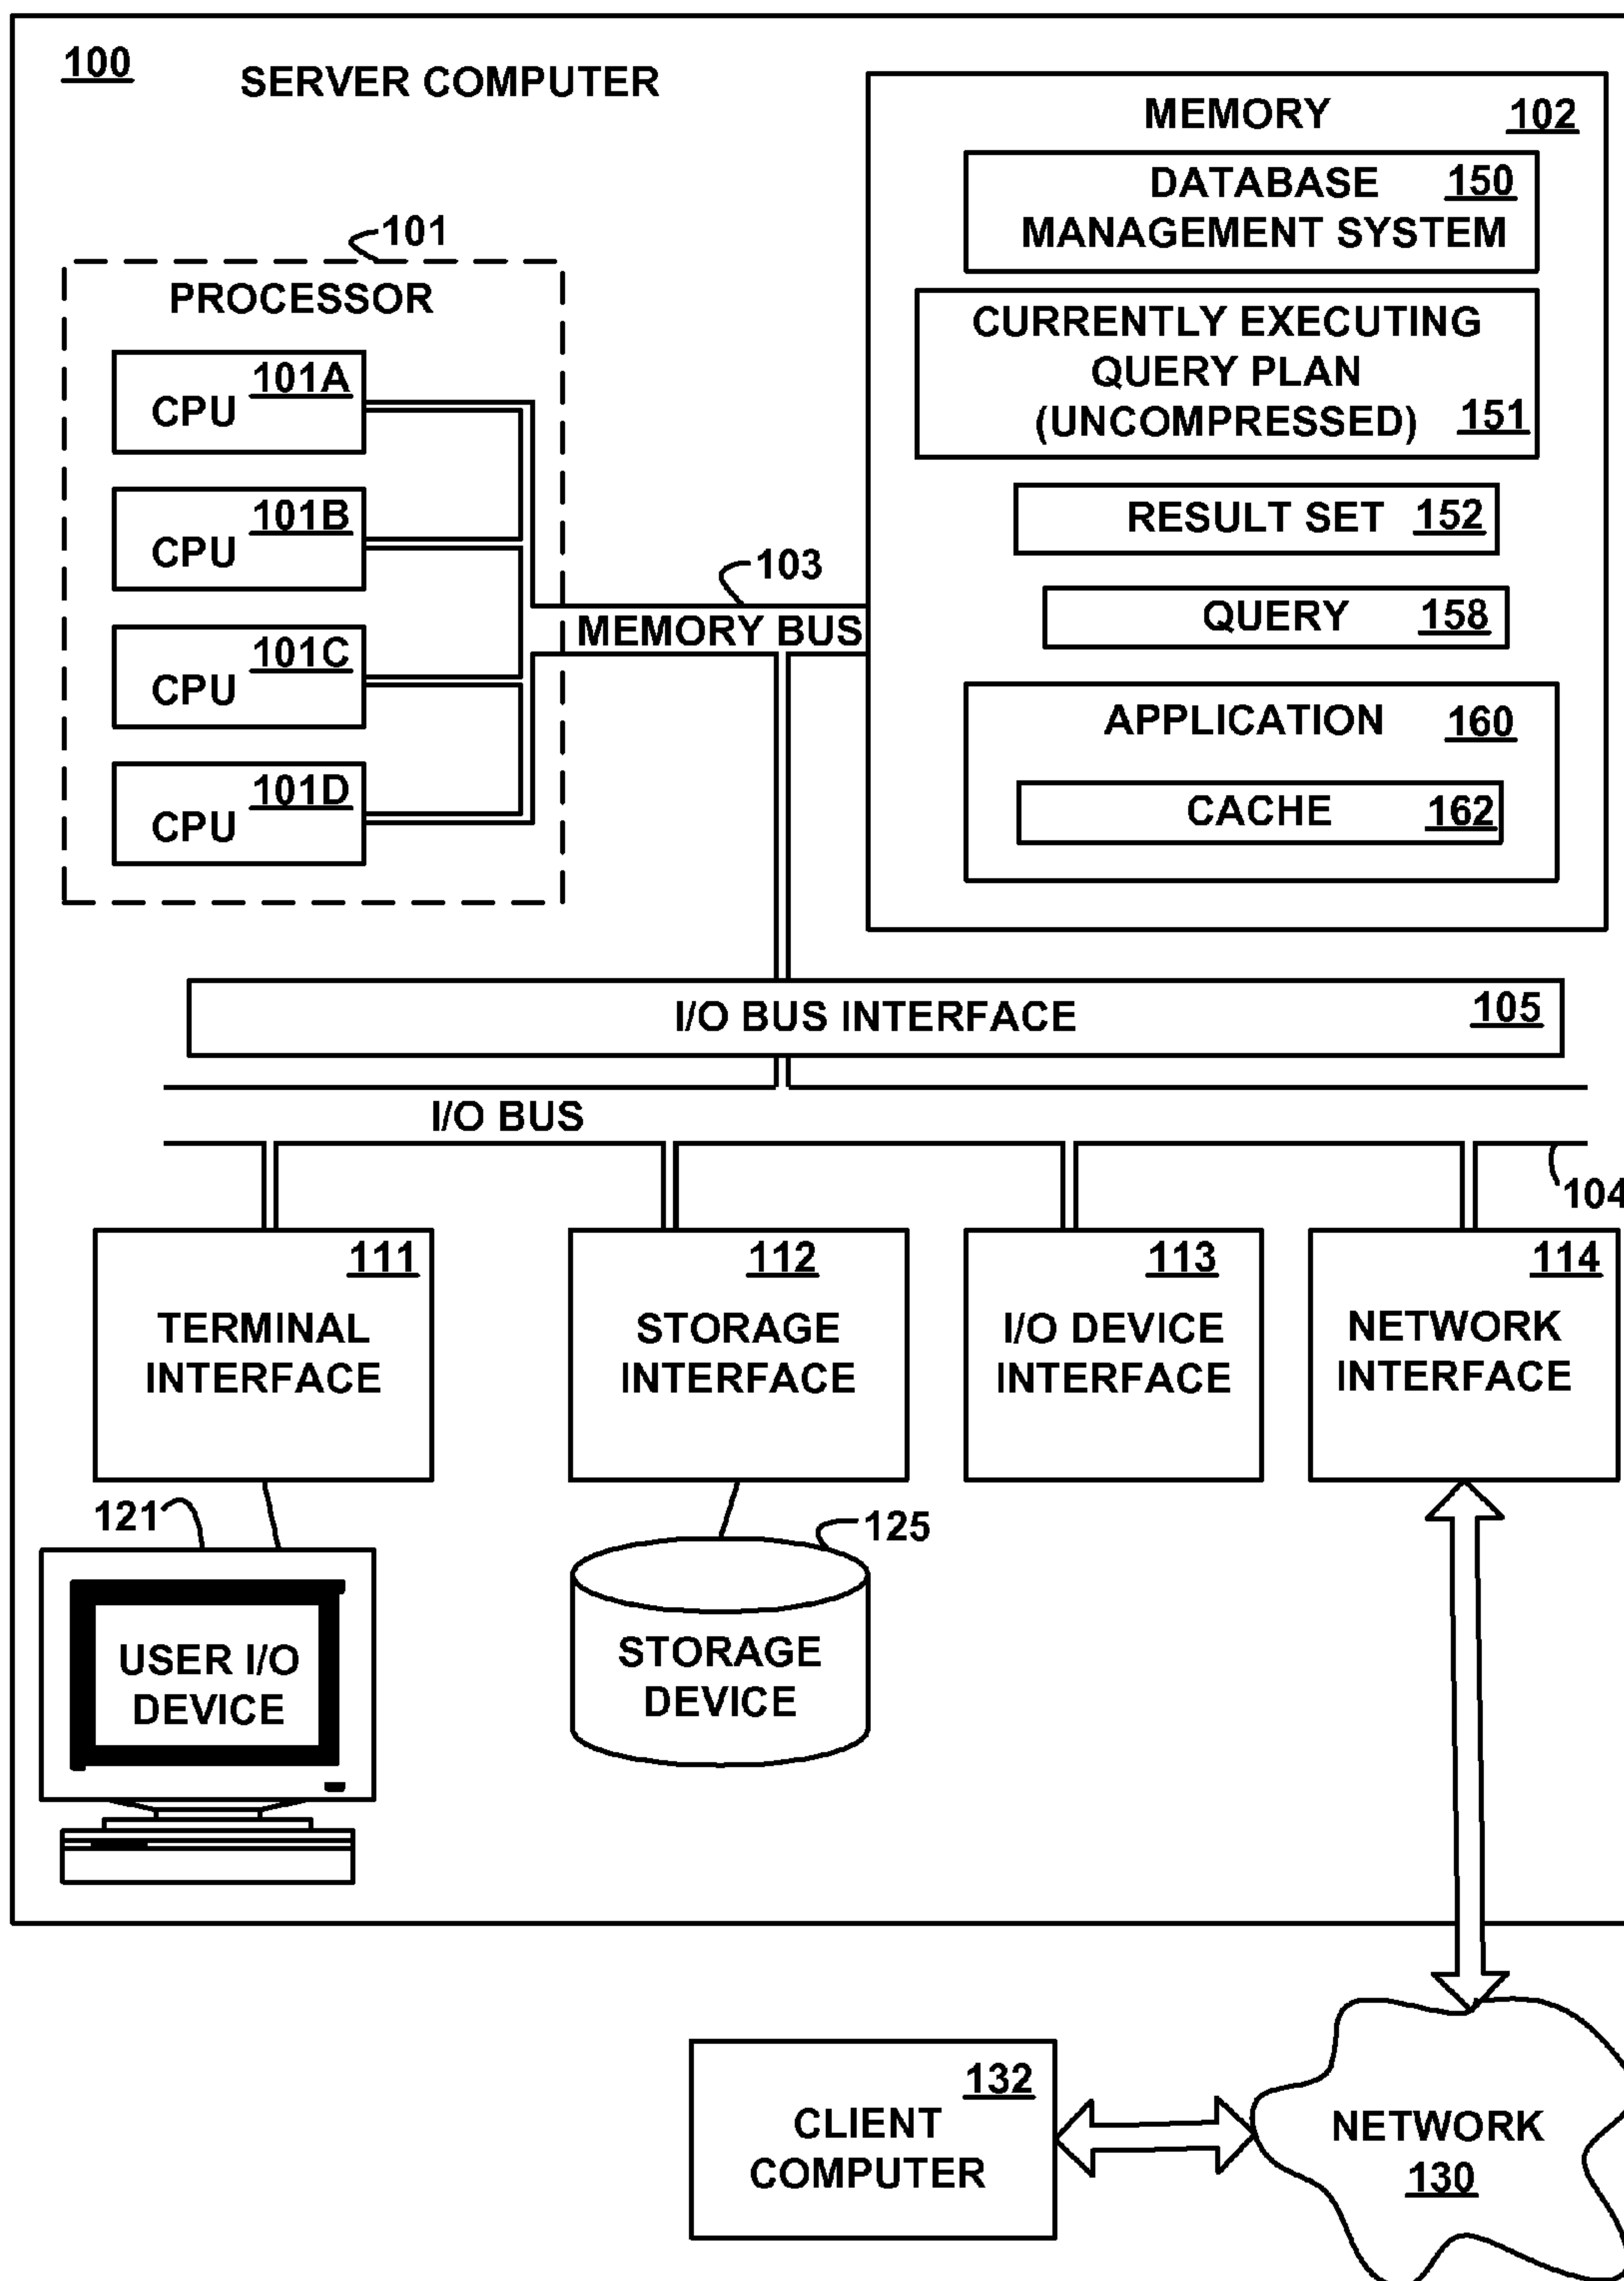 100
SERVER COMPUTER
MEMORY 102
DATABASE 150
MANAGEMENT SYSTEM
CURRENTLY EXECUTING
QUERY PLAN
(UNCOMPRESSED) 151
RESULT SET 152
QUERY 158
APPLICATION 160
CACHE 162
101
PROCESSOR
101A
CPU
101B
CPU
101C
CPU
101D
CPU
103
MEMORY BUS
I/O BUS INTERFACE 105
I/O BUS
104
111
TERMINAL
INTERFACE
112
STORAGE
INTERFACE
113
I/O DEVICE
INTERFACE
114
NETWORK
INTERFACE
121
USER I/O
DEVICE
125
STORAGE
DEVICE
132
CLIENT
COMPUTER
NETWORK
130